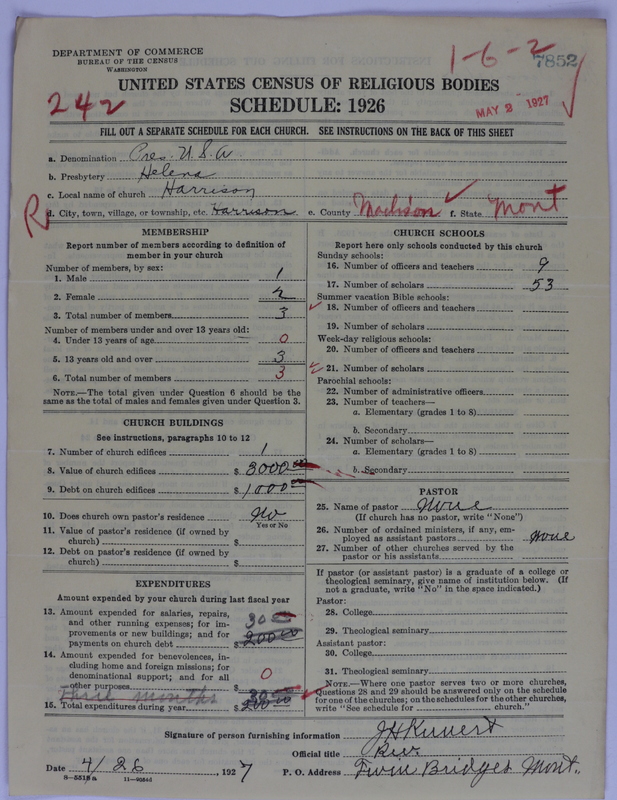 DEPARTMENT OF COMMERCE
BUREAU OF THE CENSUS
WASHINGTON
1-6-2
7852
UNITED STATES CENSUS OF RELIGIOUS BODIES
242
SCHEDULE: 1926
MAY 2 1927
FILL OUT A SEPARATE SCHEDULE FOR EACH CHURCH. SEE INSTRUCTIONS ON THE BACK OF THIS SHEET
a. Denomination Pres. U.S.A.
b. Presbytery Helena
c. Local name of church Harrison
R d. City, town, village, or township, etc. Harrison e. County Madison f. State Mont
MEMBERSHIP
Report number of members according to definition of
member in your church
Number of members, by sex:
1. Male 1
2. Female 2
3. Total number of members 3
Number of members under and over 13 years old:
4. Under 13 years of age 0
5. 13 years old and over 3
6. Total number of members 3
NOTE.—The total given under Question 6 should be the
same as the total of males and females given under Question 3.
CHURCH BUILDINGS
See instructions, paragraphs 10 to 12
7. Number of church edifices 1
8. Value of church edifices $ 3000 00
9. Debt on church edifices $ 1000 00
10. Does church own pastor's residence No
Yes or No
11. Value of pastor's residence (if owned by
church) $
12. Debt on pastor's residence (if owned by
church) $
EXPENDITURES
Amount expended by your church during last fiscal year
13. Amount expended for salaries, repairs,
and other running expenses; for im-
provements or new buildings; and for
payments on church debt $ 30 200 00
14. Amount expended for benevolences, in-
cluding home and foreign missions; for
denominational support; and for all
other purposes 0
three months
15. Total expenditures during year $ 30 200 00
CHURCH SCHOOLS
Report here only schools conducted by this church
Sunday schools:
16. Number of officers and teachers 9
17. Number of scholars 53
Summer vacation Bible schools:
18. Number of officers and teachers
19. Number of scholars
Week-day religious schools:
20. Number of officers and teachers
21. Number of scholars
Parochial schools:
22. Number of administrative officers
23. Number of teachers—
a. Elementary (grades 1 to 8)
b. Secondary
24. Number of scholars—
a. Elementary (grades 1 to 8)
b. Secondary
PASTOR
25. Name of pastor None
(If church has no pastor, write "None")
26. Number of ordained ministers, if any, em-
ployed as assistant pastors None
27. Number of other churches served by the
pastor or his assistants
If pastor (or assistant pastor) is a graduate of a college or
theological seminary, give name of institution below. (If
not a graduate, write "No" in the space indicated.)
Pastor:
28. College
29. Theological seminary
Assistant pastor:
30. College
31. Theological seminary
NOTE.—Where one pastor serves two or more churches,
Questions 28 and 29 should be answered only on the schedule
for one of the churches; on the schedules for the other churches,
write "See schedule for church."
Signature of person furnishing information
Official title Rev.
Date 4/26, 1927 P. O. Address Twin Bridges Mont.
8-5515a 11-9056